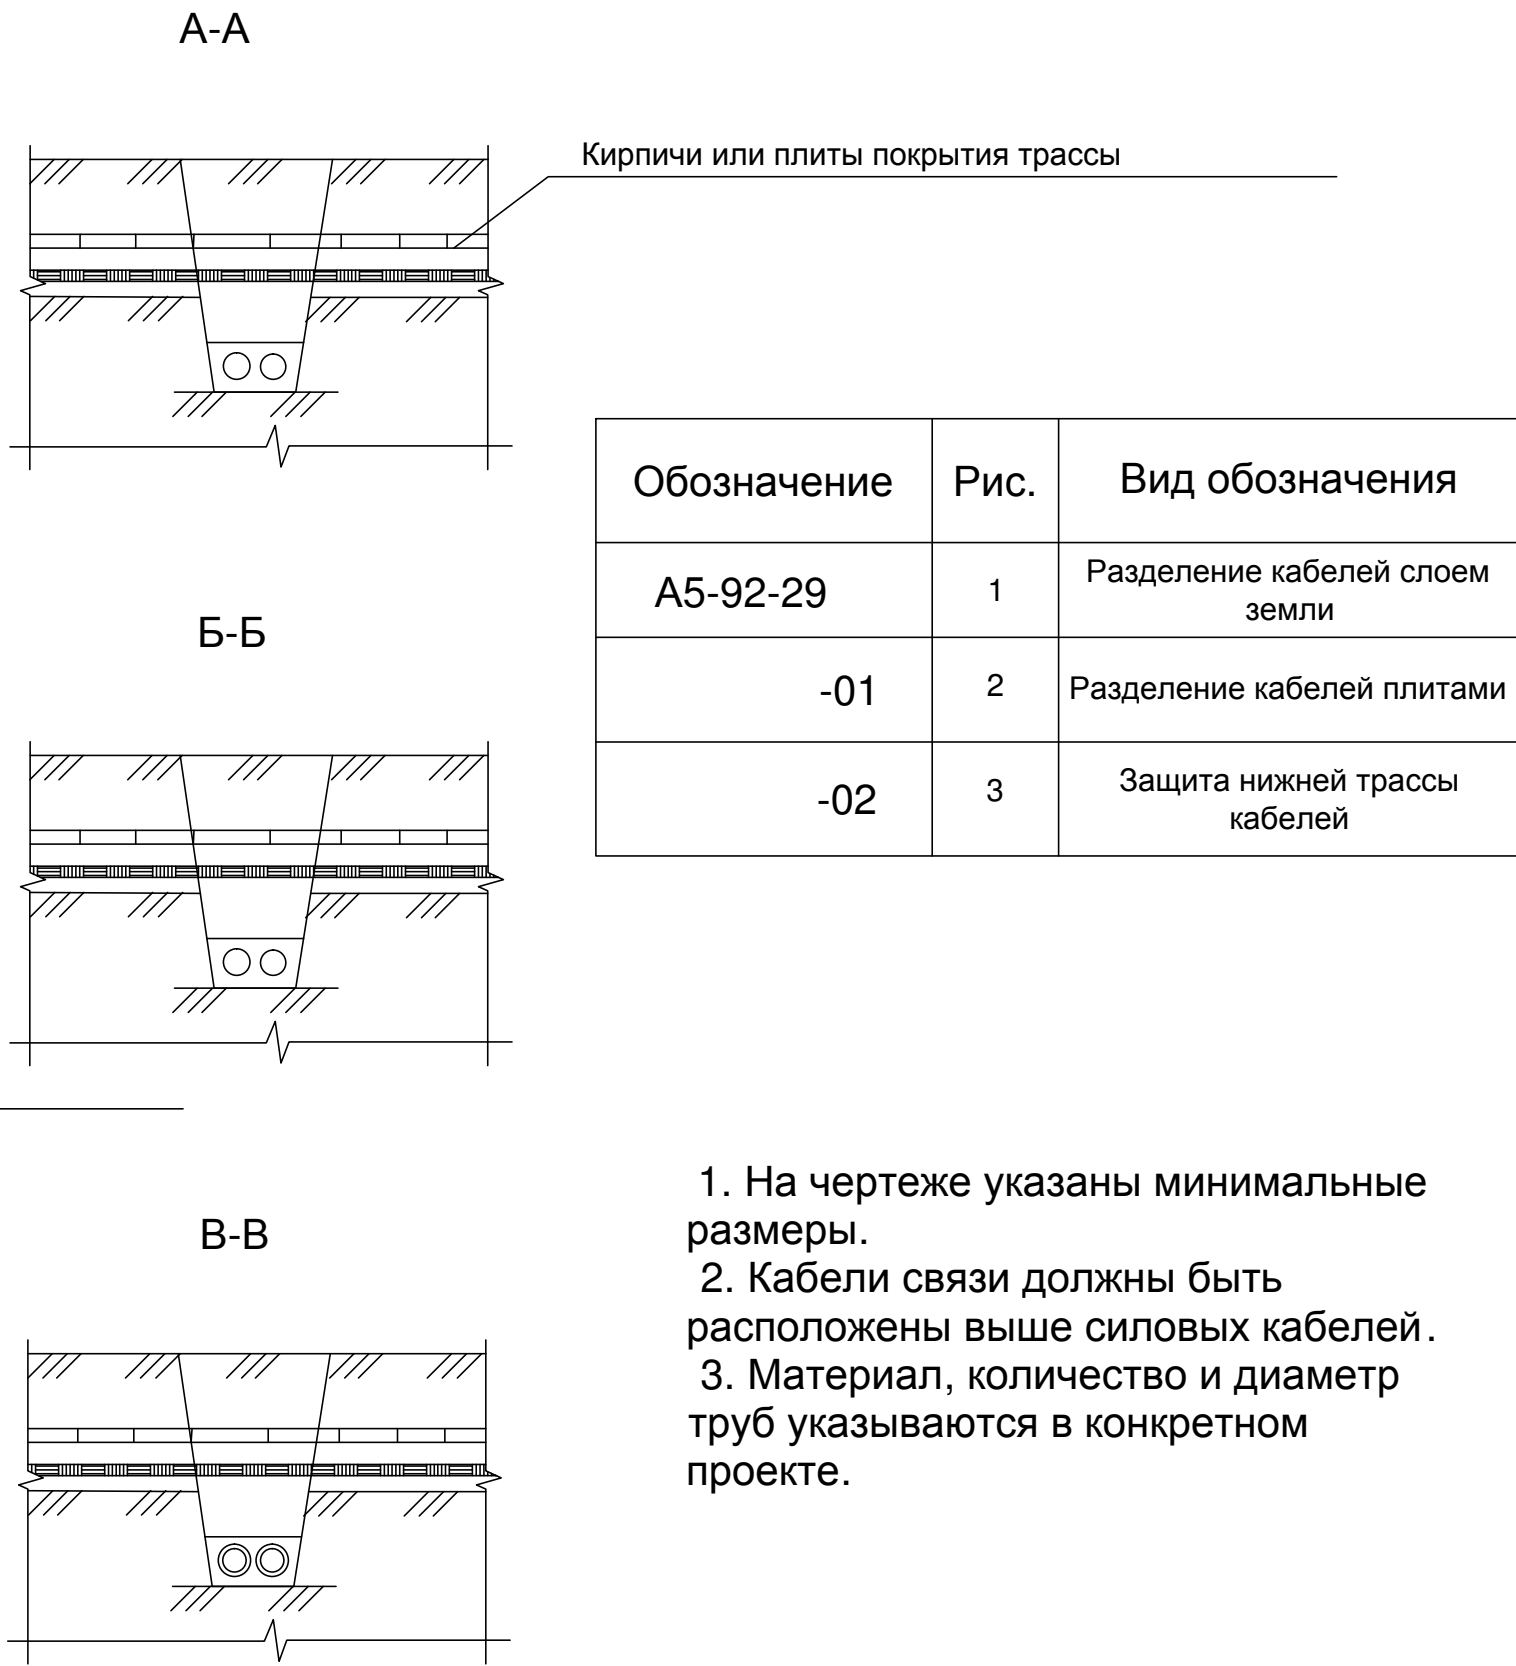 А-А
Кирпичи или плиты покрытия трассы
Обозначение Рис. Вид обозначения
А5-92-29 1 Разделение кабелей слоем
земли
-01 2 Разделение кабелей плитами
-02 3 Защита нижней трассы
кабелей
Б-Б
В-В
1. На чертеже указаны минимальные
размеры.
2. Кабели связи должны быть
расположены выше силовых кабелей.
3. Материал, количество и диаметр
труб указываются в конкретном
проекте.